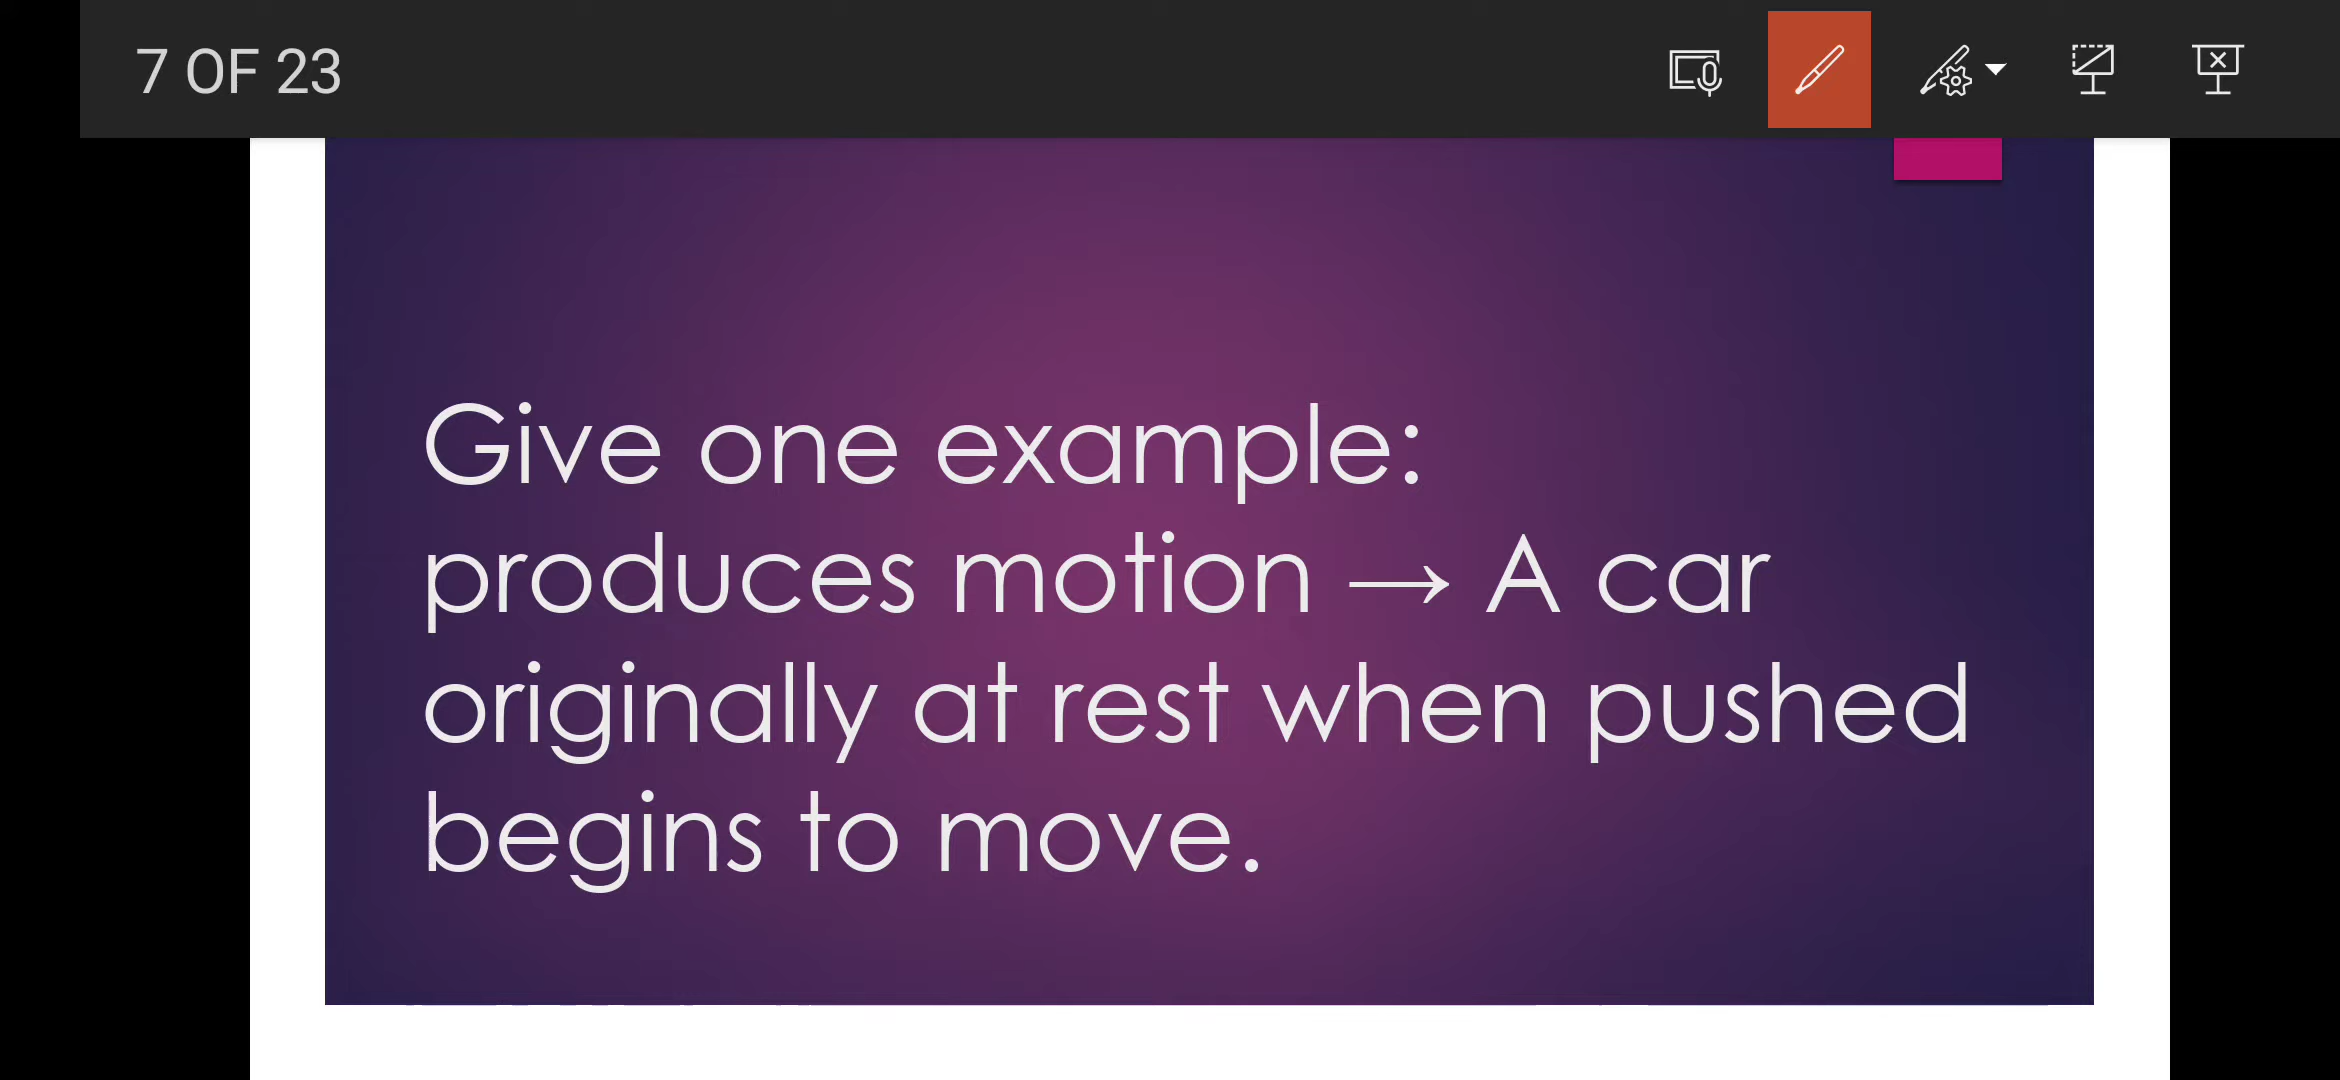 7 OF 23
Give one example:
produces motion → A car
originally at rest when pushed
begins to move.